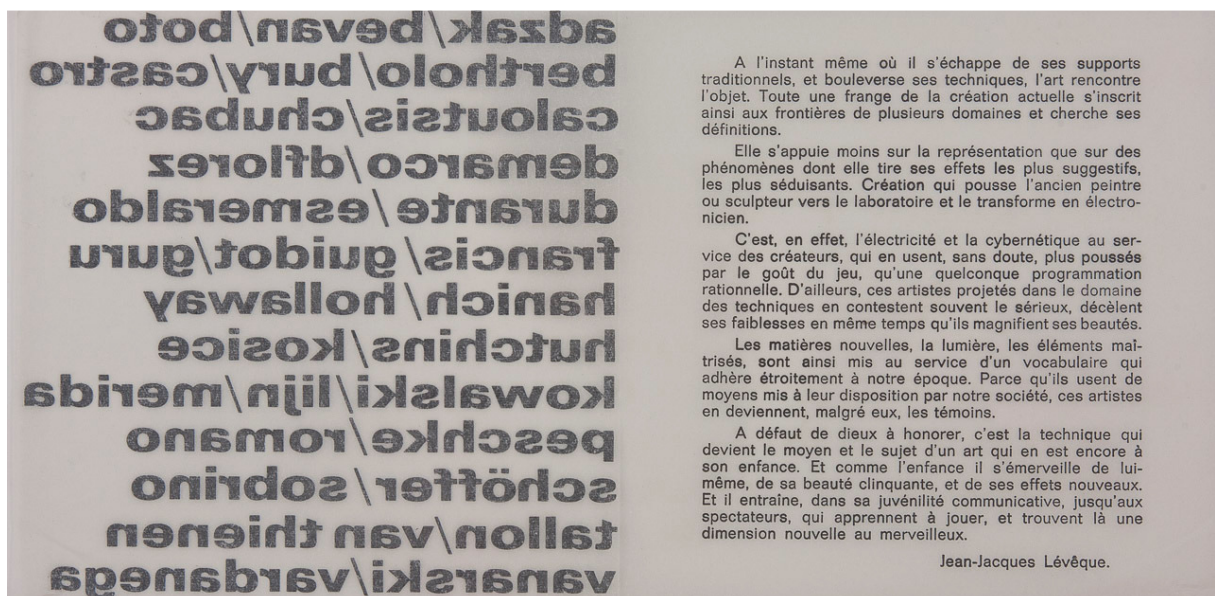 adzak/bevan/boto
bertholo/bury/castro
caloutsis/chubac
demarco/dflorez
durante/esmeraldo
francis/guidot/guru
hanich/hollaway
hutchins/kosice
kowalski/lijn/merida
peschke/romano
schöffer/sobrino
tallon/van thienen
vanarski/vardanega
A l'instant même où il s'échappe de ses supports
traditionnels, et bouleverse ses techniques, l'art rencontre
l'objet. Toute une frange de la création actuelle s'inscrit
ainsi aux frontières de plusieurs domaines et cherche ses
définitions.
Elle s'appuie moins sur la représentation que sur des
phénomènes dont elle tire ses effets les plus suggestifs,
les plus séduisants. Création qui pousse l'ancien peintre
ou sculpteur vers le laboratoire et le transforme en électro-
nicien.
C'est, en effet, l'électricité et la cybernétique au ser-
vice des créateurs, qui en usent, sans doute, plus poussés
par le goût du jeu, qu'une quelconque programmation
rationnelle. D'ailleurs, ces artistes projetés dans le domaine
des techniques en contestent souvent le sérieux, décèlent
ses faiblesses en même temps qu'ils magnifient ses beautés.
Les matières nouvelles, la lumière, les éléments maî-
trisés, sont ainsi mis au service d'un vocabulaire qui
adhère étroitement à notre époque. Parce qu'ils usent de
moyens mis à leur disposition par notre société, ces artistes
en deviennent, malgré eux, les témoins.
A défaut de dieux à honorer, c'est la technique qui
devient le moyen et le sujet d'un art qui en est encore à
son enfance. Et comme l'enfance il s'émerveille de lui-
même, de sa beauté clinquante, et de ses effets nouveaux.
Et il entraîne, dans sa juvénilité communicative, jusqu'aux
spectateurs, qui apprennent à jouer, et trouvent là une
dimension nouvelle au merveilleux.
Jean-Jacques Lévêque.